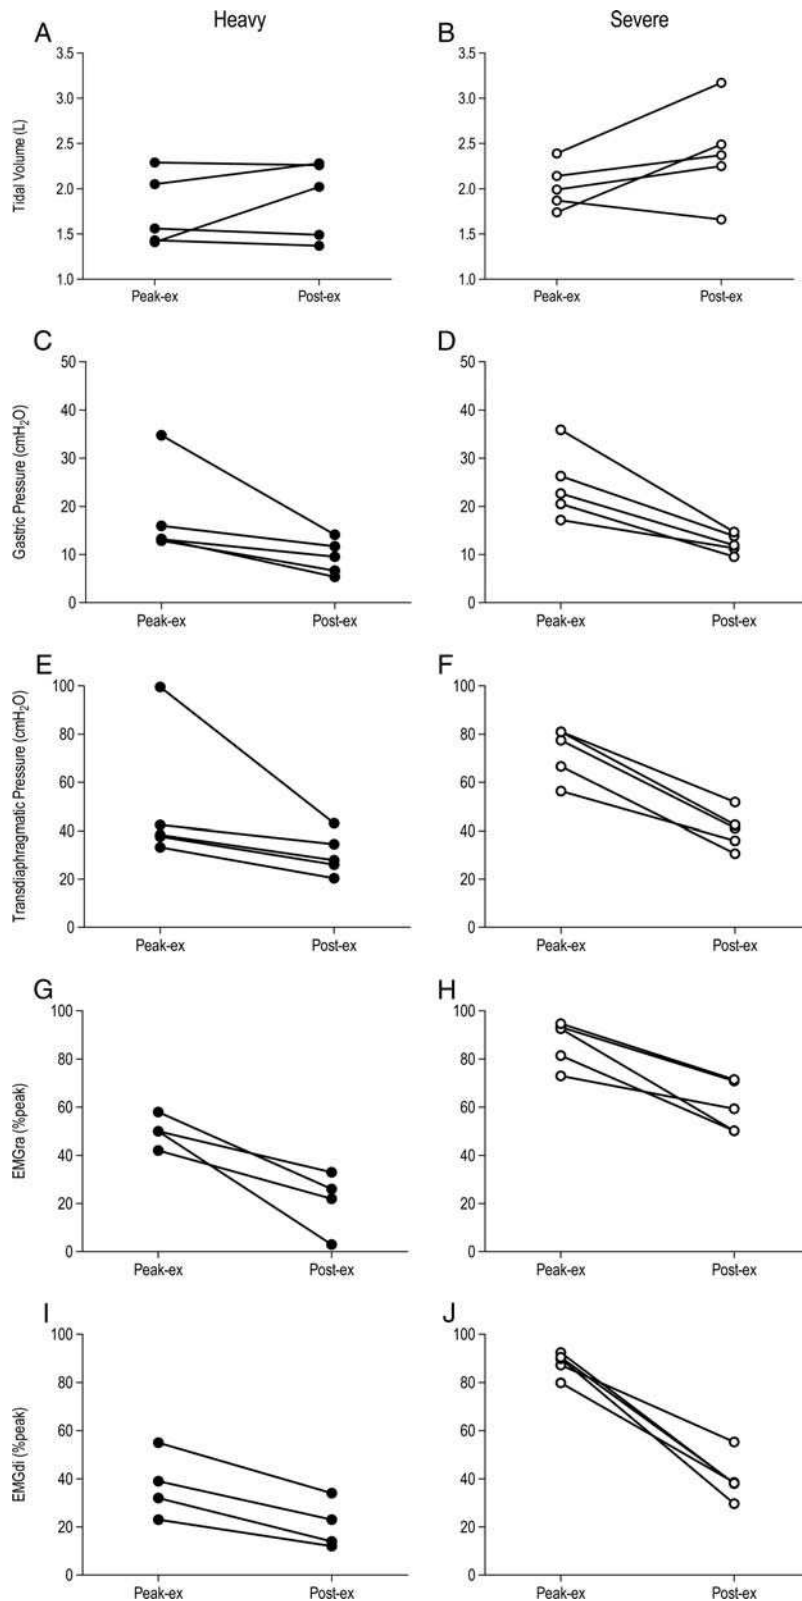 Heavy
Severe
A
Tidal Volume (L)
3.5
3.0
2.5
2.0
1.5
1.0
Peak-ex
Post-ex
B
3.5
3.0
2.5
2.0
1.5
1.0
Peak-ex
Post-ex
C
Gastric Pressure (cmH₂O)
50
40
30
20
10
0
Peak-ex
Post-ex
D
50
40
30
20
10
0
Peak-ex
Post-ex
E
Transdiaphragmatic Pressure (cmH₂O)
100
80
60
40
20
0
Peak-ex
Post-ex
F
100
80
60
40
20
0
Peak-ex
Post-ex
G
EMGra (%peak)
100
80
60
40
20
0
Peak-ex
Post-ex
H
100
80
60
40
20
0
Peak-ex
Post-ex
I
EMGdi (%peak)
100
80
60
40
20
0
Peak-ex
Post-ex
J
100
80
60
40
20
0
Peak-ex
Post-ex